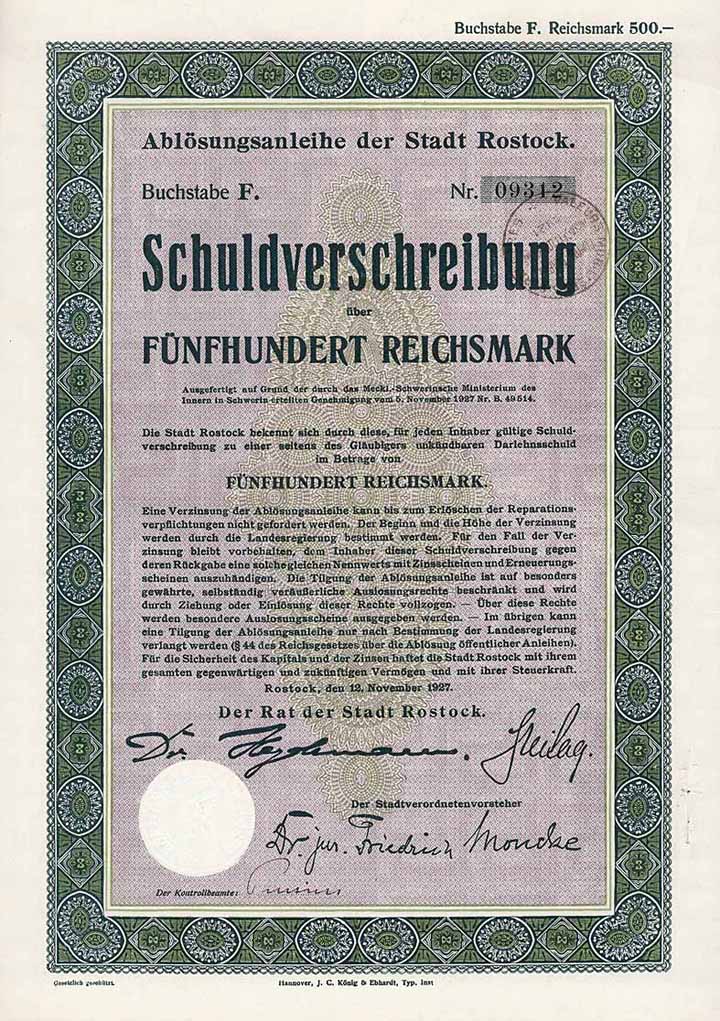 Buchstabe F. Reichsmark 500.—
Ablösungsanleihe der Stadt Rostock.
Buchstabe F. Nr. 09312
Schuldverschreibung
über
FÜNFHUNDERT REICHSMARK
Ausgefertigt auf Grund der durch das Meckl.-Schwerinsche Ministerium des
Innern in Schwerin erteilten Genehmigung vom 5. November 1927 Nr. B. 49514.
Die Stadt Rostock bekennt sich durch diese, für jeden Inhaber gültige Schuld-
verschreibung zu einer seitens des Gläubigers unkündbaren Darlehnsschuld
im Betrage von
FÜNFHUNDERT REICHSMARK.
Eine Verzinsung der Ablösungsanleihe kann bis zum Erlöschen der Reparations-
verpflichtungen nicht gefordert werden. Der Beginn und die Höhe der Verzinsung
werden durch die Landesregierung bestimmt werden. Für den Fall der Ver-
zinsung bleibt vorbehalten, dem Inhaber dieser Schuldverschreibung gegen
deren Rückgabe eine solche gleichen Nennwerts mit Zinsscheinen und Erneuerungs-
scheinen auszuhändigen. Die Tilgung der Ablösungsanleihe ist auf besonders
gewährte, selbständig veräußerliche Auslosungsrechte beschränkt und wird
durch Ziehung oder Einlösung dieser Rechte vollzogen. — Über diese Rechte
werden besondere Auslosungsscheine ausgegeben werden. — Im übrigen kann
eine Tilgung der Ablösungsanleihe nur nach Bestimmung der Landesregierung
verlangt werden (§ 44 des Reichsgesetzes über die Ablösung öffentlicher Anleihen).
Für die Sicherheit des Kapitals und der Zinsen haftet die Stadt Rostock mit ihrem
gesamten gegenwärtigen und zukünftigen Vermögen und mit ihrer Steuerkraft.
Rostock, den 12. November 1927.
Der Rat der Stadt Rostock.
Dr. Heydemann.
Der Stadtverordnetenvorsteher
Dr. jur. Friedrich Moncke
Der Kontrollbeamte:
Gesetzlich geschützt.
Hannover, J. C. König & Ebhardt, Typ. Inst